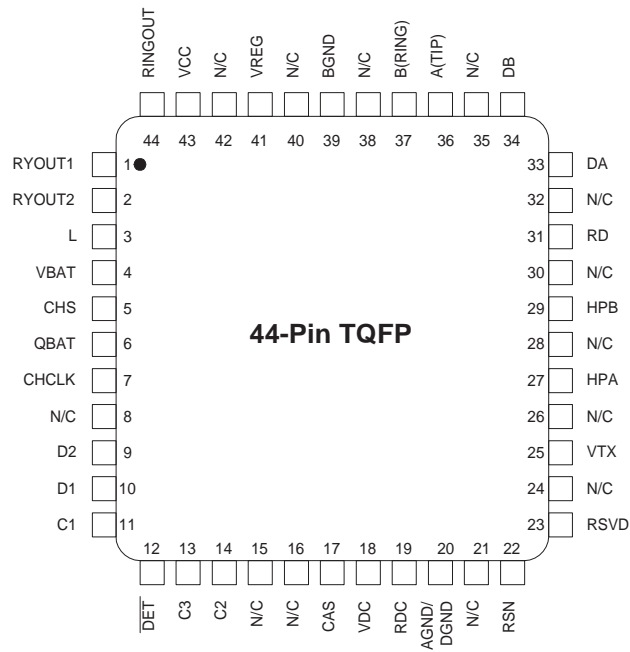 RINGOUT
VCC
N/C
VREG
N/C
BGND
N/C
B(RING)
A(TIP)
N/C
DB
44 43 42 41 40 39 38 37 36 35 34
RYOUT1 1 33 DA
RYOUT2 2 32 N/C
L 3 31 RD
VBAT 4 30 N/C
CHS 5 29 HPB
44-Pin TQFP
QBAT 6 28 N/C
CHCLK 7 27 HPA
N/C 8 26 N/C
D2 9 25 VTX
D1 10 24 N/C
C1 11 23 RSVD
12 13 14 15 16 17 18 19 20 21 22
DET
C3
C2
N/C
N/C
CAS
VDC
RDC
AGND/
DGND
N/C
RSN